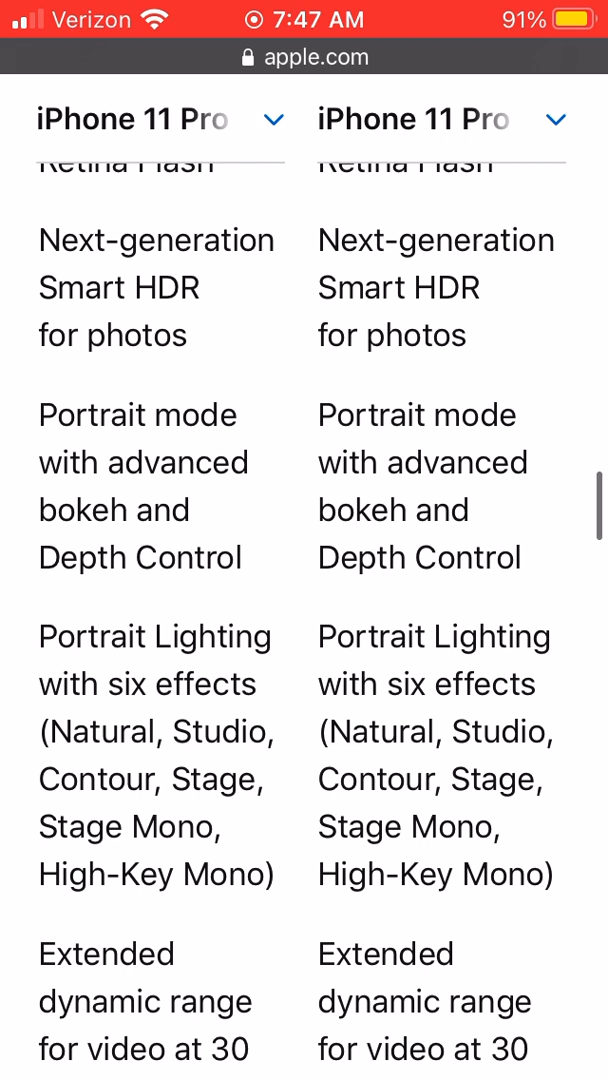 Verizon 7:47 AM 91%
apple.com
iPhone 11 Pro iPhone 11 Pro
Retina Flash Retina Flash
Next-generation Next-generation
Smart HDR Smart HDR
for photos for photos
Portrait mode Portrait mode
with advanced with advanced
bokeh and bokeh and
Depth Control Depth Control
Portrait Lighting Portrait Lighting
with six effects with six effects
(Natural, Studio, (Natural, Studio,
Contour, Stage, Contour, Stage,
Stage Mono, Stage Mono,
High-Key Mono) High-Key Mono)
Extended Extended
dynamic range dynamic range
for video at 30 for video at 30